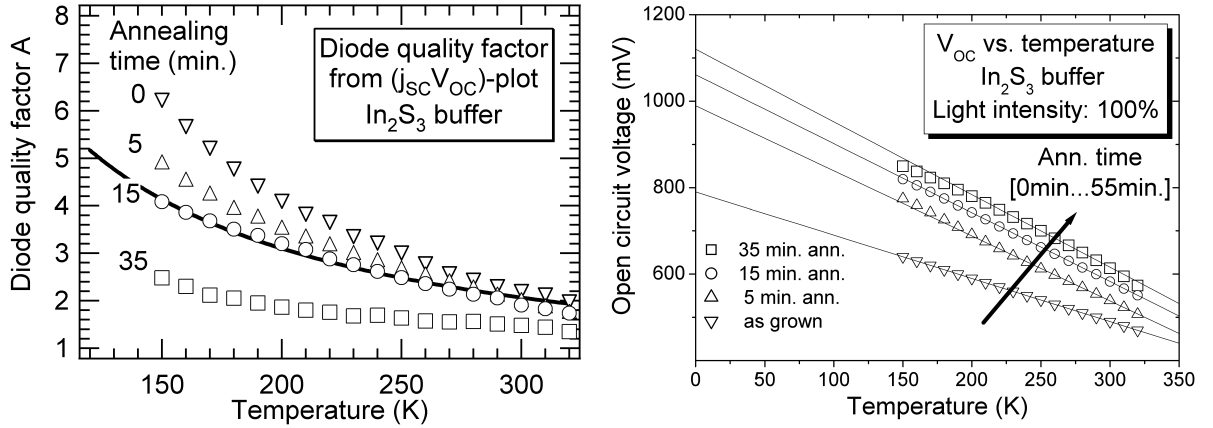 Diode quality factor A
8
7
6
5
4
3
2
1
Annealing
time (min.)
0
5
15
35
Diode quality factor
from (j_SC V_OC)-plot
In₂S₃ buffer
150
200
250
300
Temperature (K)
Open circuit voltage (mV)
1200
1000
800
600
V_OC vs. temperature
In₂S₃ buffer
Light intensity: 100%
Ann. time
[0min...55min.]
35 min. ann.
15 min. ann.
5 min. ann.
as grown
0
50
100
150
200
250
300
350
Temperature (K)